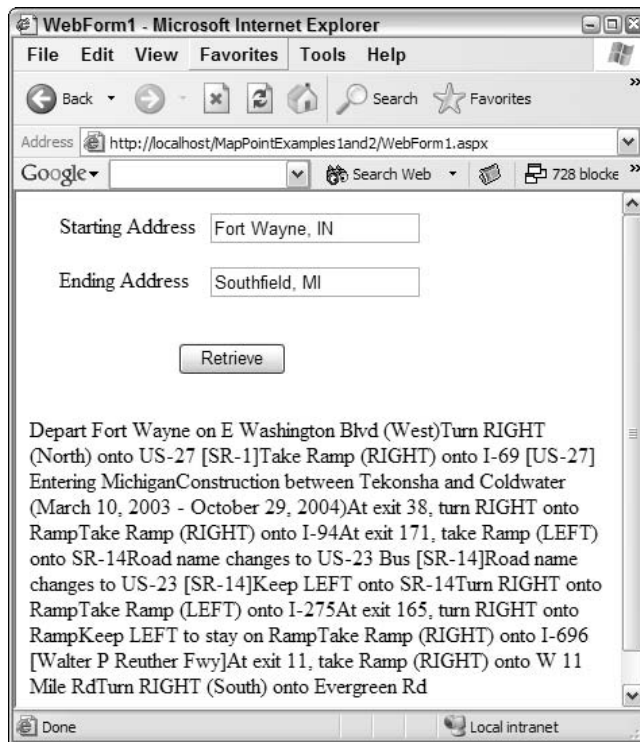 WebForm1 - Microsoft Internet Explorer
File Edit View Favorites Tools Help
Back Search Favorites »
Address http://localhost/MapPointExamples1and2/WebForm1.aspx
Google Search Web 728 blocke »
Starting Address Fort Wayne, IN
Ending Address Southfield, MI
Retrieve
Depart Fort Wayne on E Washington Blvd (West)Turn RIGHT
(North) onto US-27 [SR-1]Take Ramp (RIGHT) onto I-69 [US-27]
Entering MichiganConstruction between Tekonsha and Coldwater
(March 10, 2003 - October 29, 2004)At exit 38, turn RIGHT onto
RampTake Ramp (RIGHT) onto I-94At exit 171, take Ramp (LEFT)
onto SR-14Road name changes to US-23 Bus [SR-14]Road name
changes to US-23 [SR-14]Keep LEFT onto SR-14Turn RIGHT onto
RampTake Ramp (LEFT) onto I-275At exit 165, turn RIGHT onto
RampKeep LEFT to stay on RampTake Ramp (RIGHT) onto I-696
[Walter P Reuther Fwy]At exit 11, take Ramp (RIGHT) onto W 11
Mile RdTurn RIGHT (South) onto Evergreen Rd
Done Local intranet